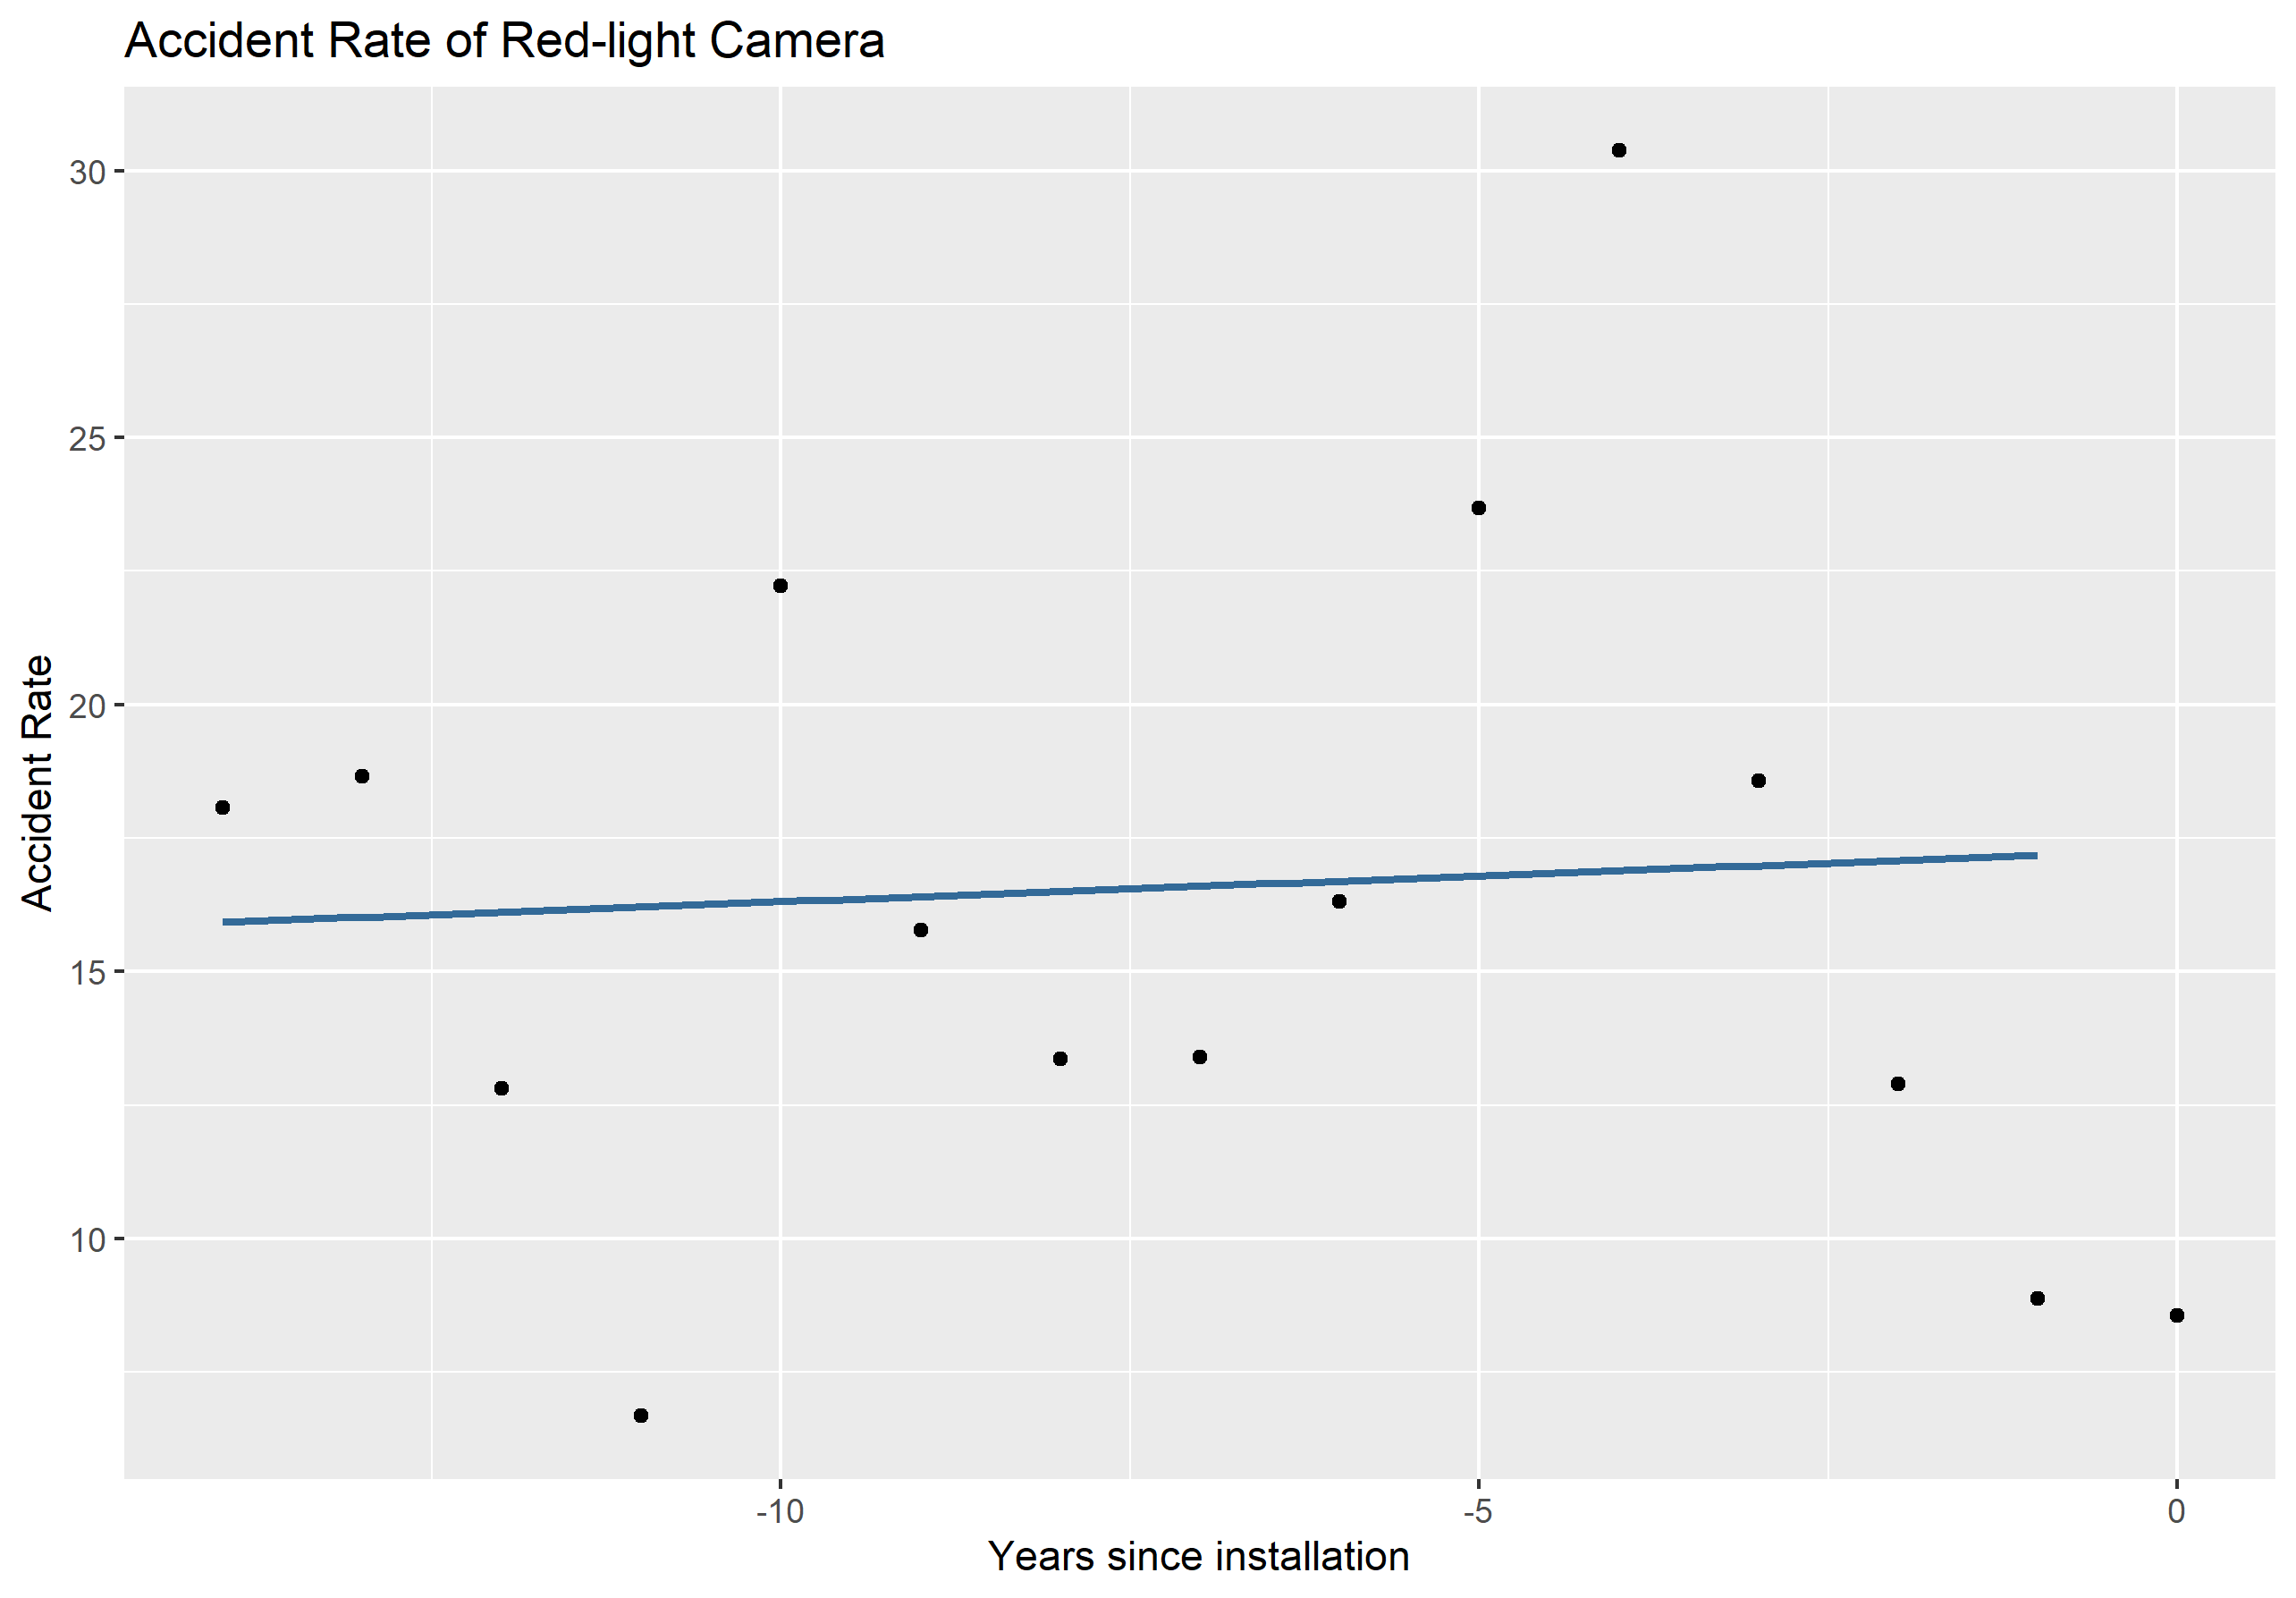 Accident Rate of Red-light Camera
30
25
20
15
10
Accident Rate
-10
-5
0
Years since installation